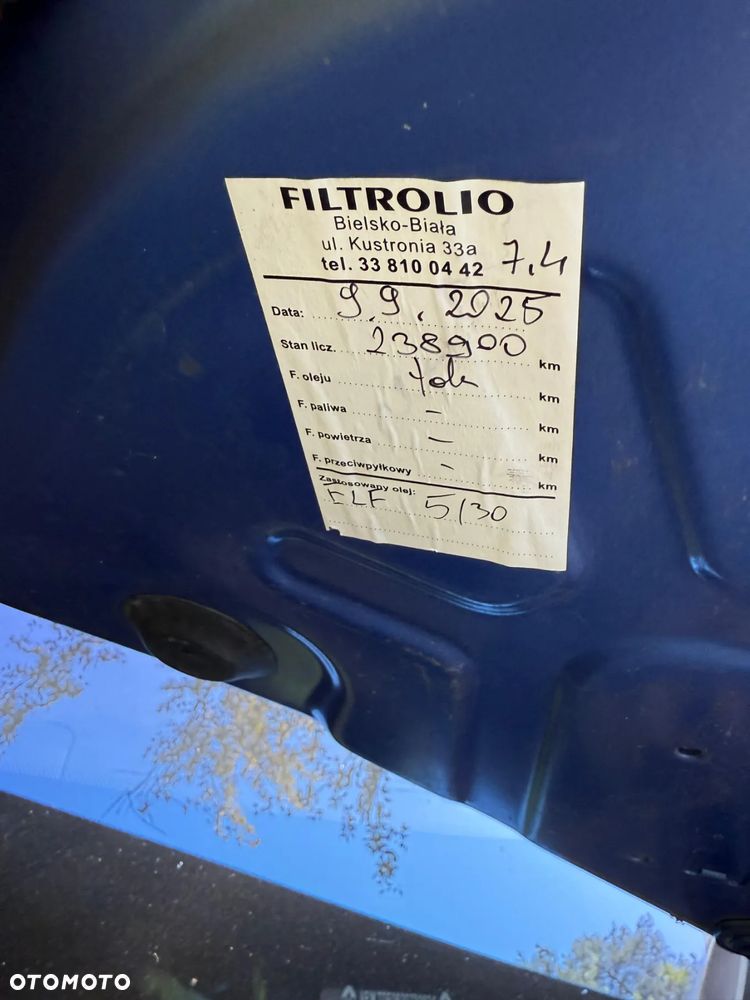 FILTROLIO
Bielsko-Biała
ul. Kustronia 33a
tel. 33 810 04 42 7,4
Data: 9.9.2025
Stan licz. 238900 km
F. oleju km
F. paliwa - km
F. powietrza - km
F. przeciwpyłkowy - km
Zastosowany olej:
ELF 5/30
OTOMOTO